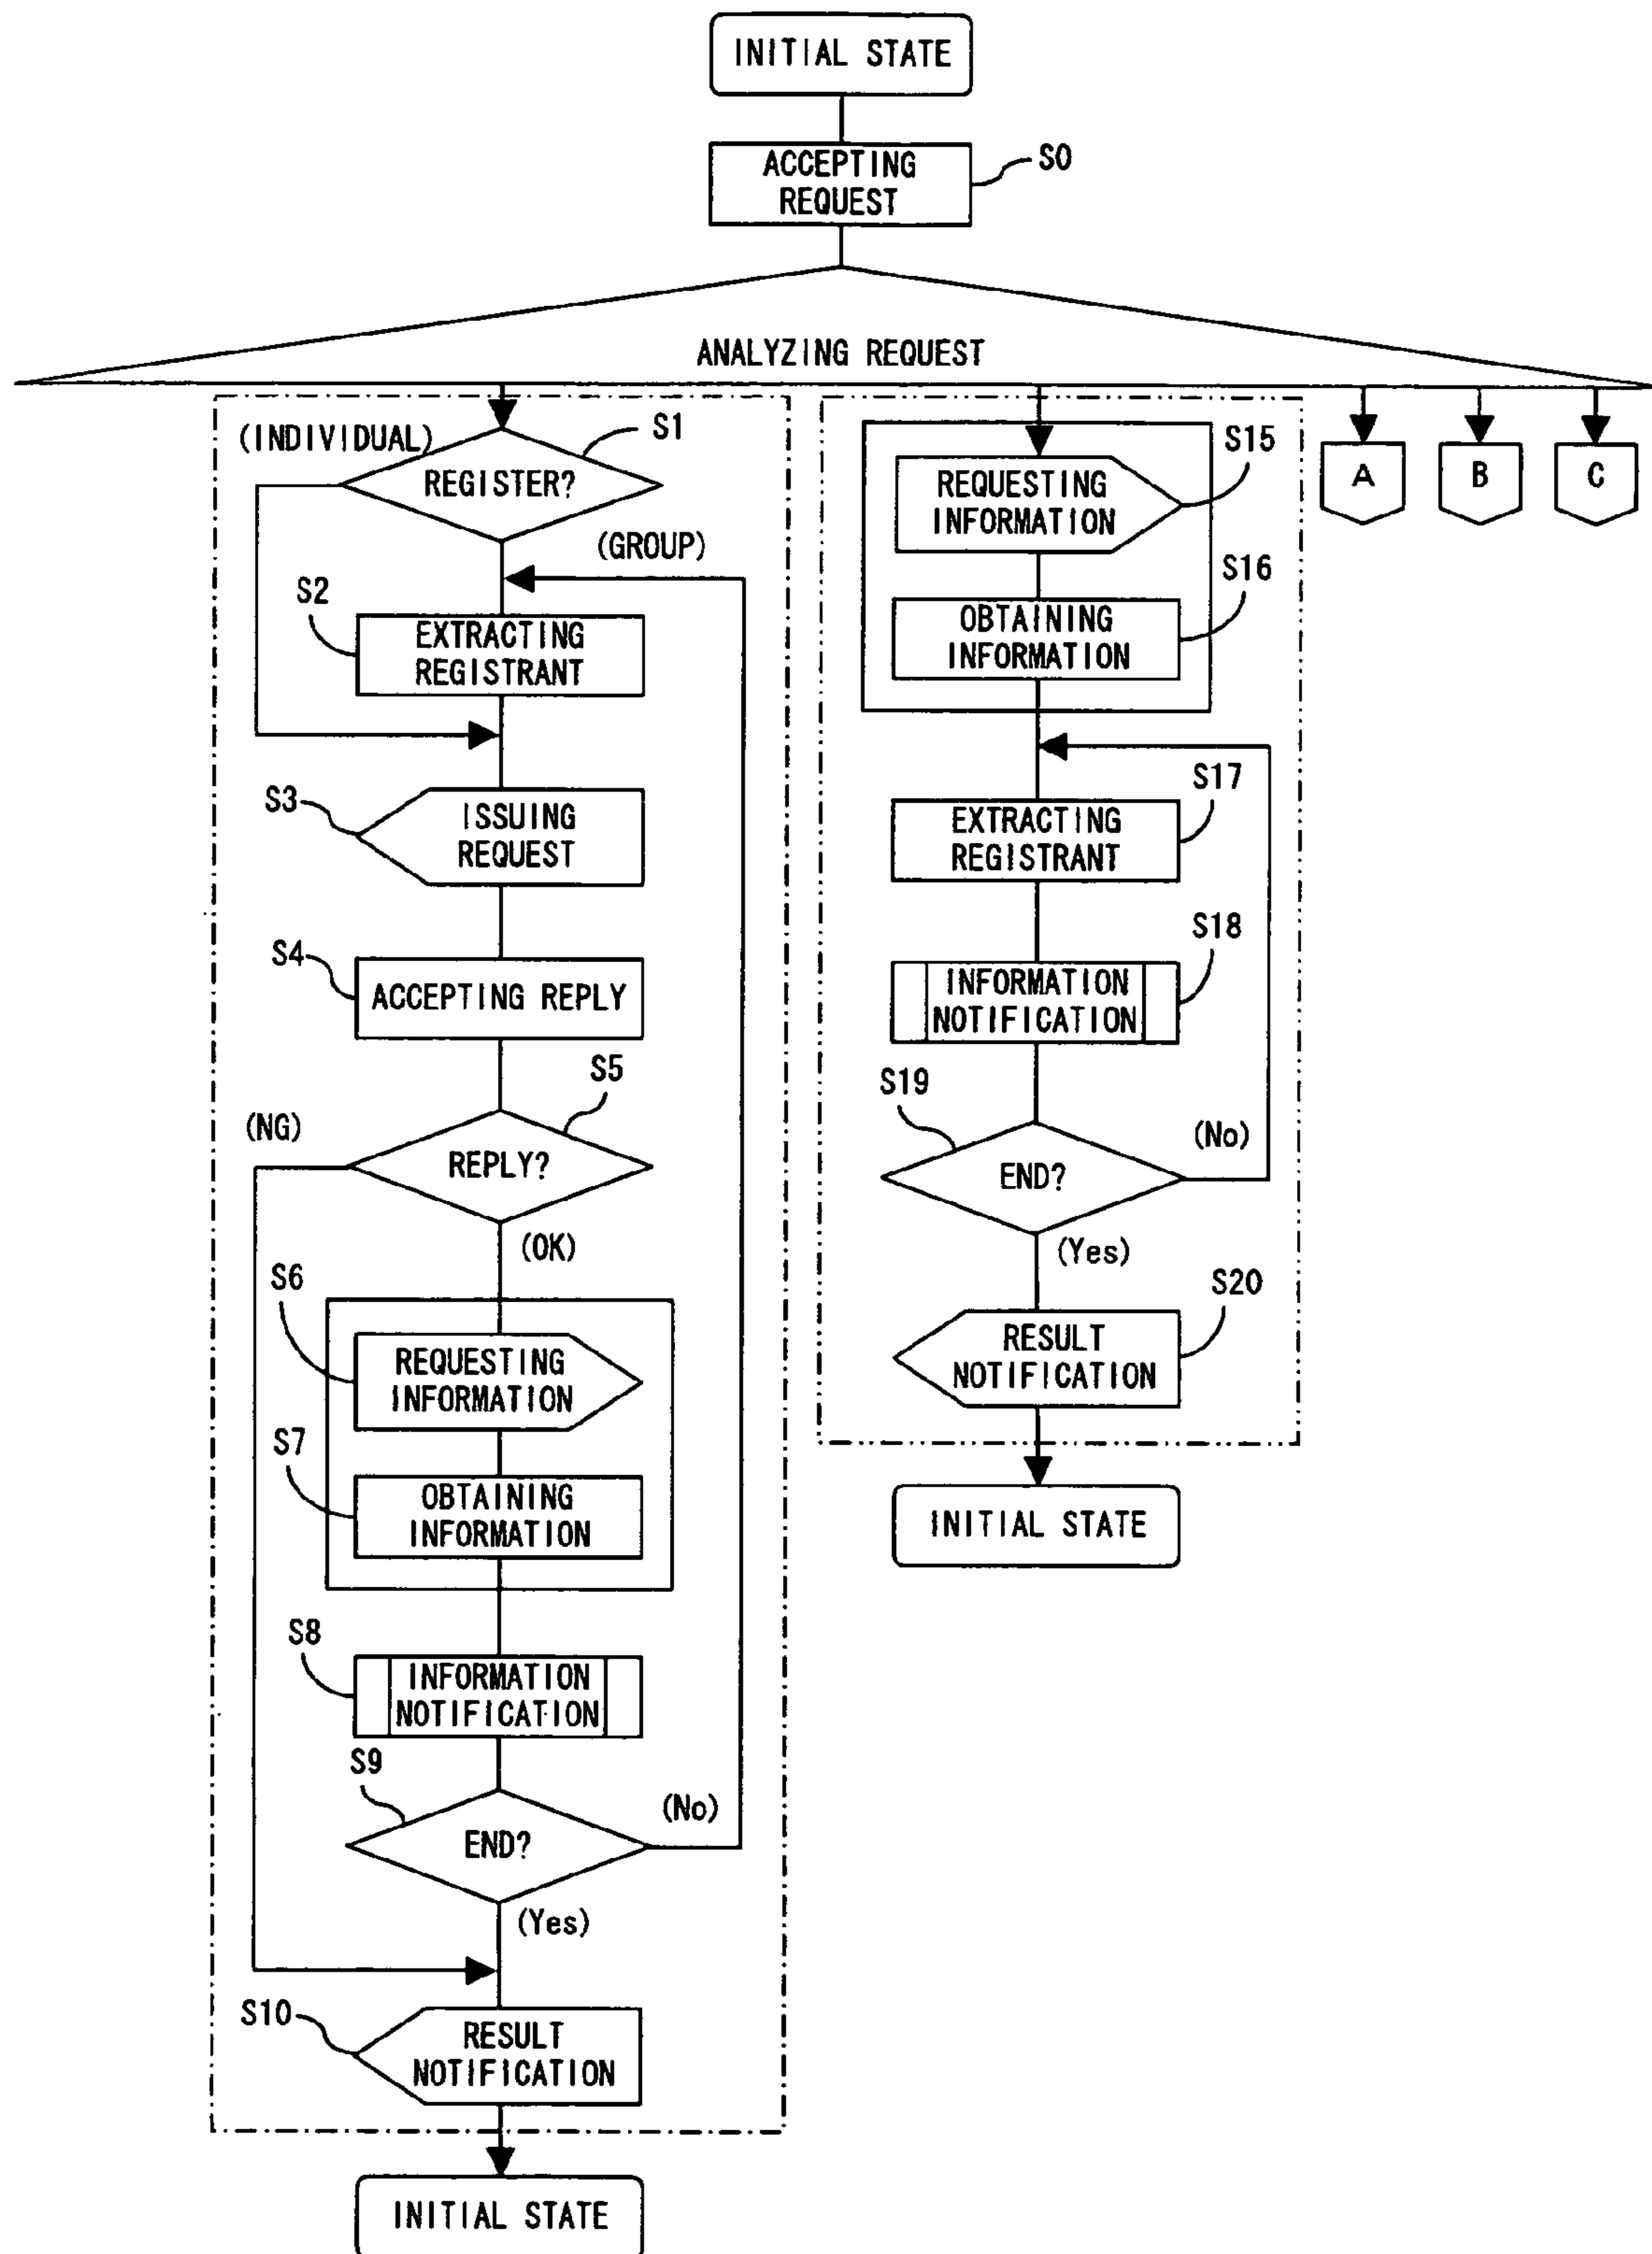 INITIAL STATE
ACCEPTING
REQUEST
S0
ANALYZING REQUEST
(INDIVIDUAL)
S1
REGISTER?
(GROUP)
S2
EXTRACTING
REGISTRANT
S3
ISSUING
REQUEST
S4
ACCEPTING REPLY
S5
(NG)
REPLY?
(OK)
S6
REQUESTING
INFORMATION
S7
OBTAINING
INFORMATION
S8
INFORMATION
NOTIFICATION
S9
END?
(No)
(Yes)
S10
RESULT
NOTIFICATION
INITIAL STATE
S15
REQUESTING
INFORMATION
S16
OBTAINING
INFORMATION
S17
EXTRACTING
REGISTRANT
S18
INFORMATION
NOTIFICATION
S19
END?
(No)
(Yes)
S20
RESULT
NOTIFICATION
INITIAL STATE
A
B
C